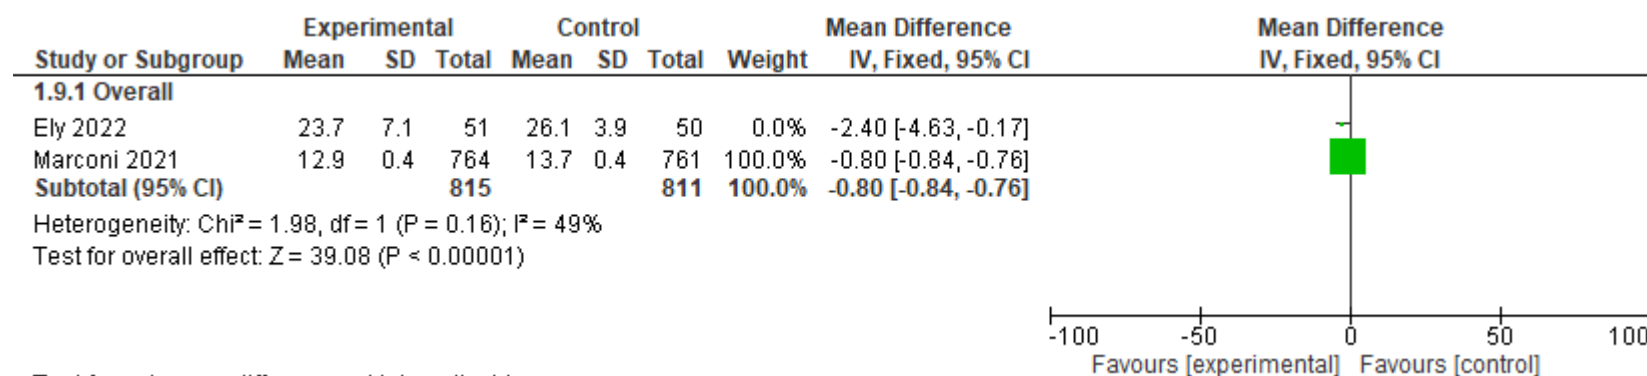 Experimental Control Mean Difference Mean Difference
Study or Subgroup Mean SD Total Mean SD Total Weight IV, Fixed, 95% CI IV, Fixed, 95% CI
1.9.1 Overall
Ely 2022 23.7 7.1 51 26.1 3.9 50 0.0% -2.40 [-4.63, -0.17]
Marconi 2021 12.9 0.4 764 13.7 0.4 761 100.0% -0.80 [-0.84, -0.76]
Subtotal (95% CI) 815 811 100.0% -0.80 [-0.84, -0.76]
Heterogeneity: Chi² = 1.98, df = 1 (P = 0.16); I² = 49%
Test for overall effect: Z = 39.08 (P < 0.00001)
-100 -50 0 50 100
Favours [experimental] Favours [control]